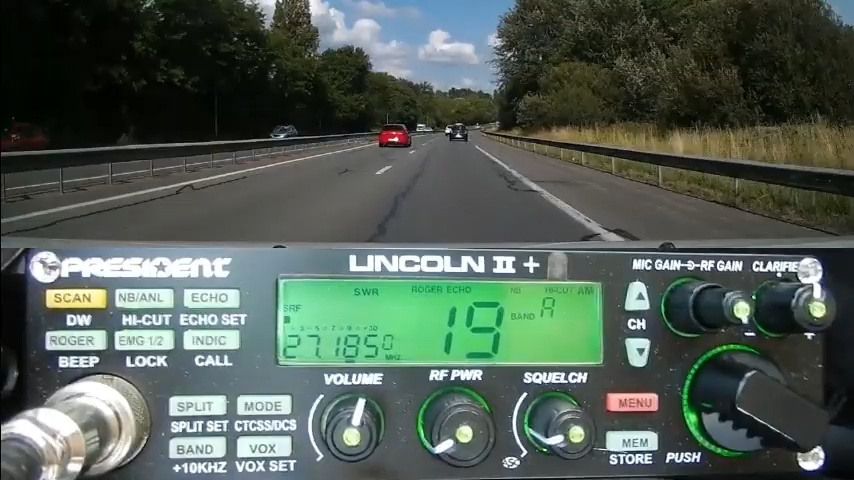 PRESIDENT
LINCOLN II +
MIC GAIN RF GAIN
CLARIFIER
SCAN NB/ANL ECHO
DW HI-CUT ECHO SET
ROGER EMG 1/2 INDIC
BEEP LOCK CALL
SWR ROGER ECHO NB HI-CUT AM
SRF
19 BAND A
27.1850 MHz
CH
VOLUME RF PWR SQUELCH
SPLIT MODE
SPLIT SET CTCSS/DCS
BAND VOX
+10KHZ VOX SET
MENU
MEM
STORE PUSH